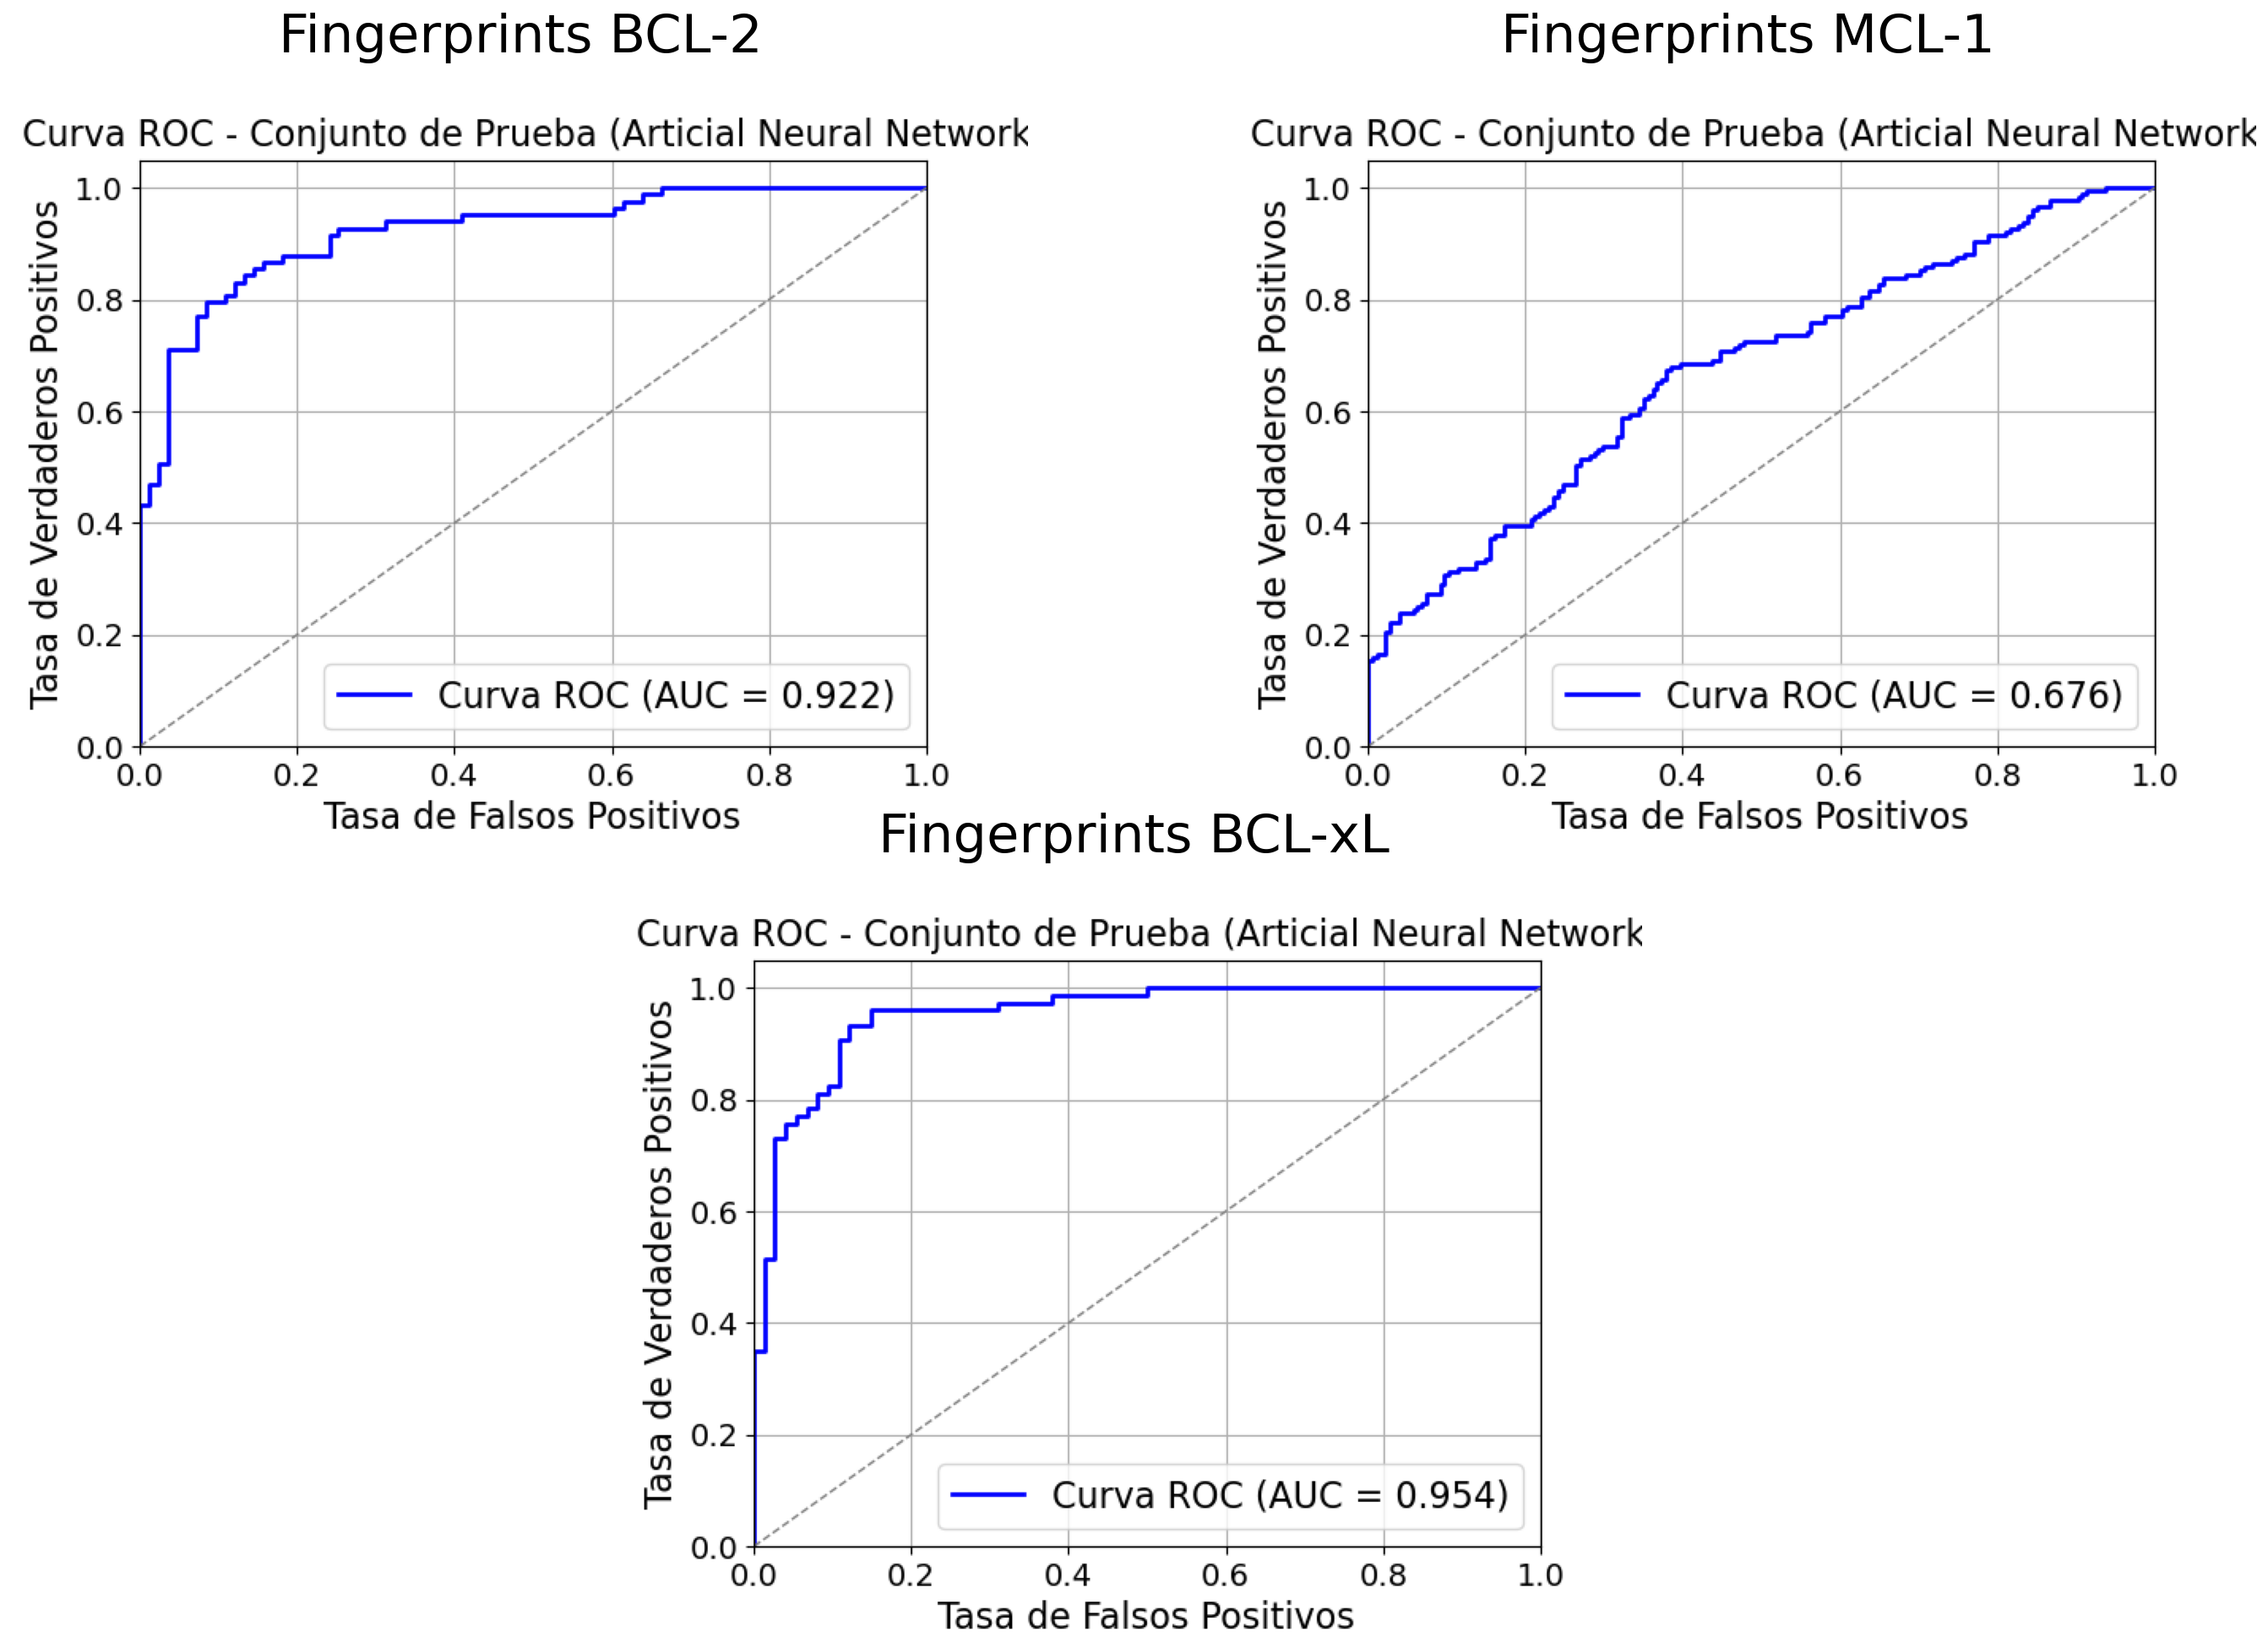 Fingerprints BCL-2
Curva ROC - Conjunto de Prueba (Articial Neural Network
Tasa de Verdaderos Positivos
1.0
0.8
0.6
0.4
0.2
0.0
Curva ROC (AUC = 0.922)
0.0 0.2 0.4 0.6 0.8 1.0
Tasa de Falsos Positivos
Fingerprints MCL-1
Curva ROC - Conjunto de Prueba (Articial Neural Network
Tasa de Verdaderos Positivos
1.0
0.8
0.6
0.4
0.2
0.0
Curva ROC (AUC = 0.676)
0.0 0.2 0.4 0.6 0.8 1.0
Tasa de Falsos Positivos
Fingerprints BCL-xL
Curva ROC - Conjunto de Prueba (Articial Neural Network
Tasa de Verdaderos Positivos
1.0
0.8
0.6
0.4
0.2
0.0
Curva ROC (AUC = 0.954)
0.0 0.2 0.4 0.6 0.8 1.0
Tasa de Falsos Positivos